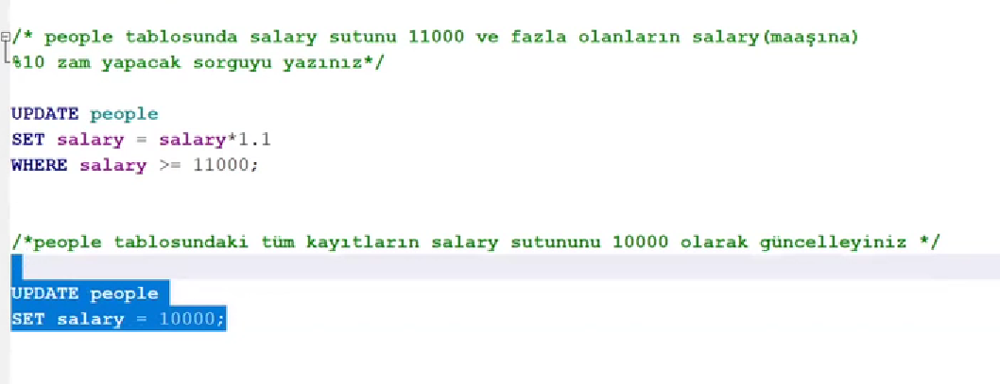 /* people tablosunda salary sutunu 11000 ve fazla olanların salary(maaşına)
%10 zam yapacak sorguyu yazınız*/
UPDATE people
SET salary = salary*1.1
WHERE salary >= 11000;
/*people tablosundaki tüm kayıtların salary sutununu 10000 olarak güncelleyiniz */
UPDATE people
SET salary = 10000;